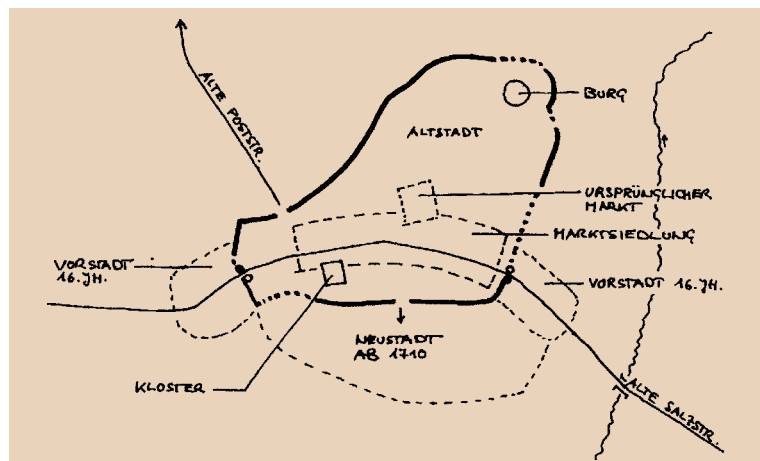 ALTE POSTSTR.
BURG
ALTSTADT
URSPRÜNGLICHER
MARKT
MARKTSIEDLUNG
VORSTADT
16. JH.
VORSTADT 16. JH.
NEUSTADT
AB 1710
KLOSTER
ALTE SALZSTR.